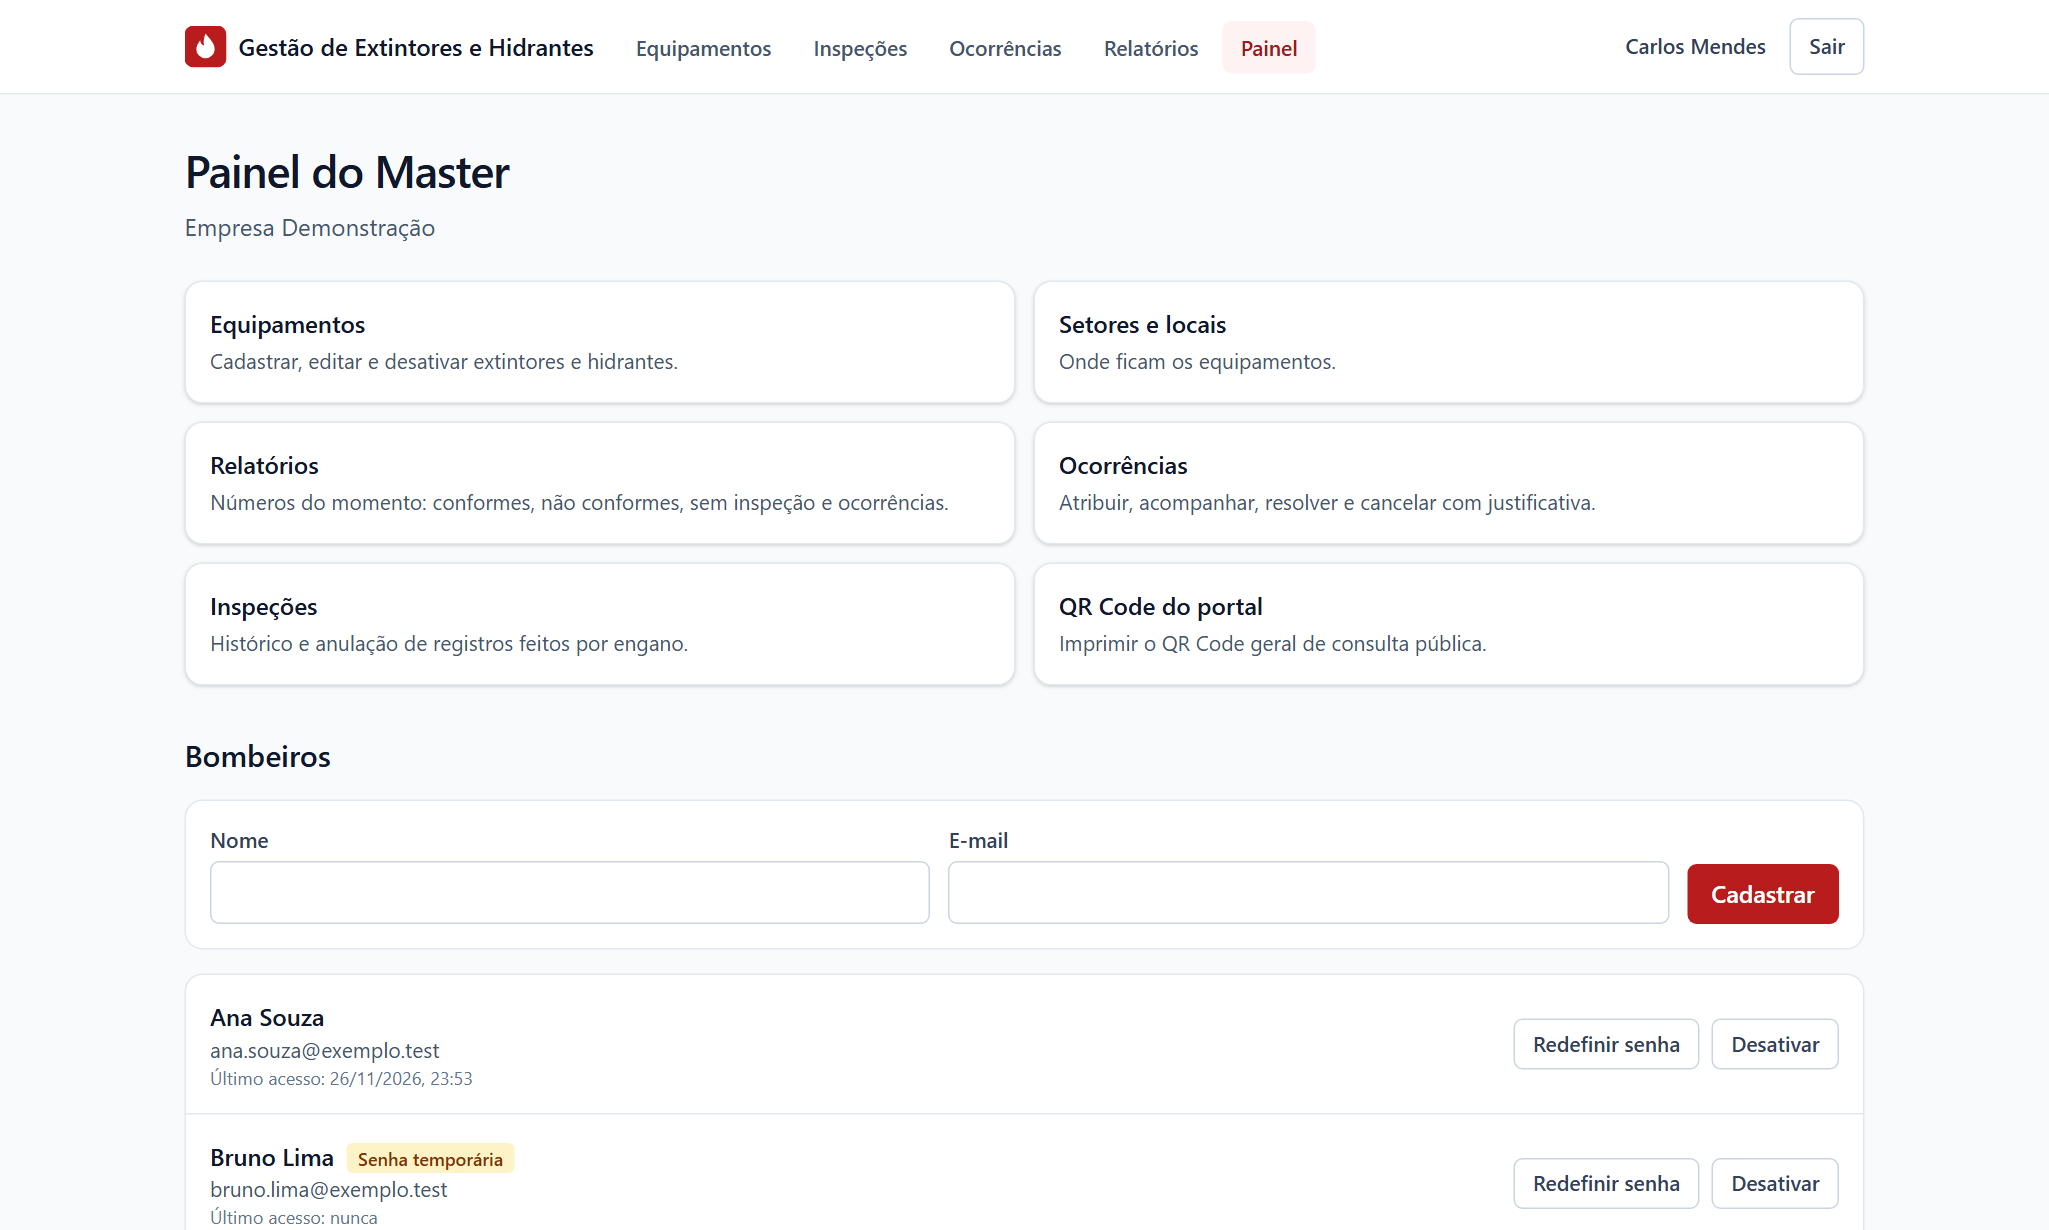 Gestão de Extintores e Hidrantes
Equipamentos
Inspeções
Ocorrências
Relatórios
Painel
Carlos Mendes
Sair
Painel do Master
Empresa Demonstração
Equipamentos
Cadastrar, editar e desativar extintores e hidrantes.
Setores e locais
Onde ficam os equipamentos.
Relatórios
Números do momento: conformes, não conformes, sem inspeção e ocorrências.
Ocorrências
Atribuir, acompanhar, resolver e cancelar com justificativa.
Inspeções
Histórico e anulação de registros feitos por engano.
QR Code do portal
Imprimir o QR Code geral de consulta pública.
Bombeiros
Nome
E-mail
Cadastrar
Ana Souza
ana.souza@exemplo.test
Último acesso: 26/11/2026, 23:53
Redefinir senha
Desativar
Bruno Lima
Senha temporária
bruno.lima@exemplo.test
Último acesso: nunca
Redefinir senha
Desativar